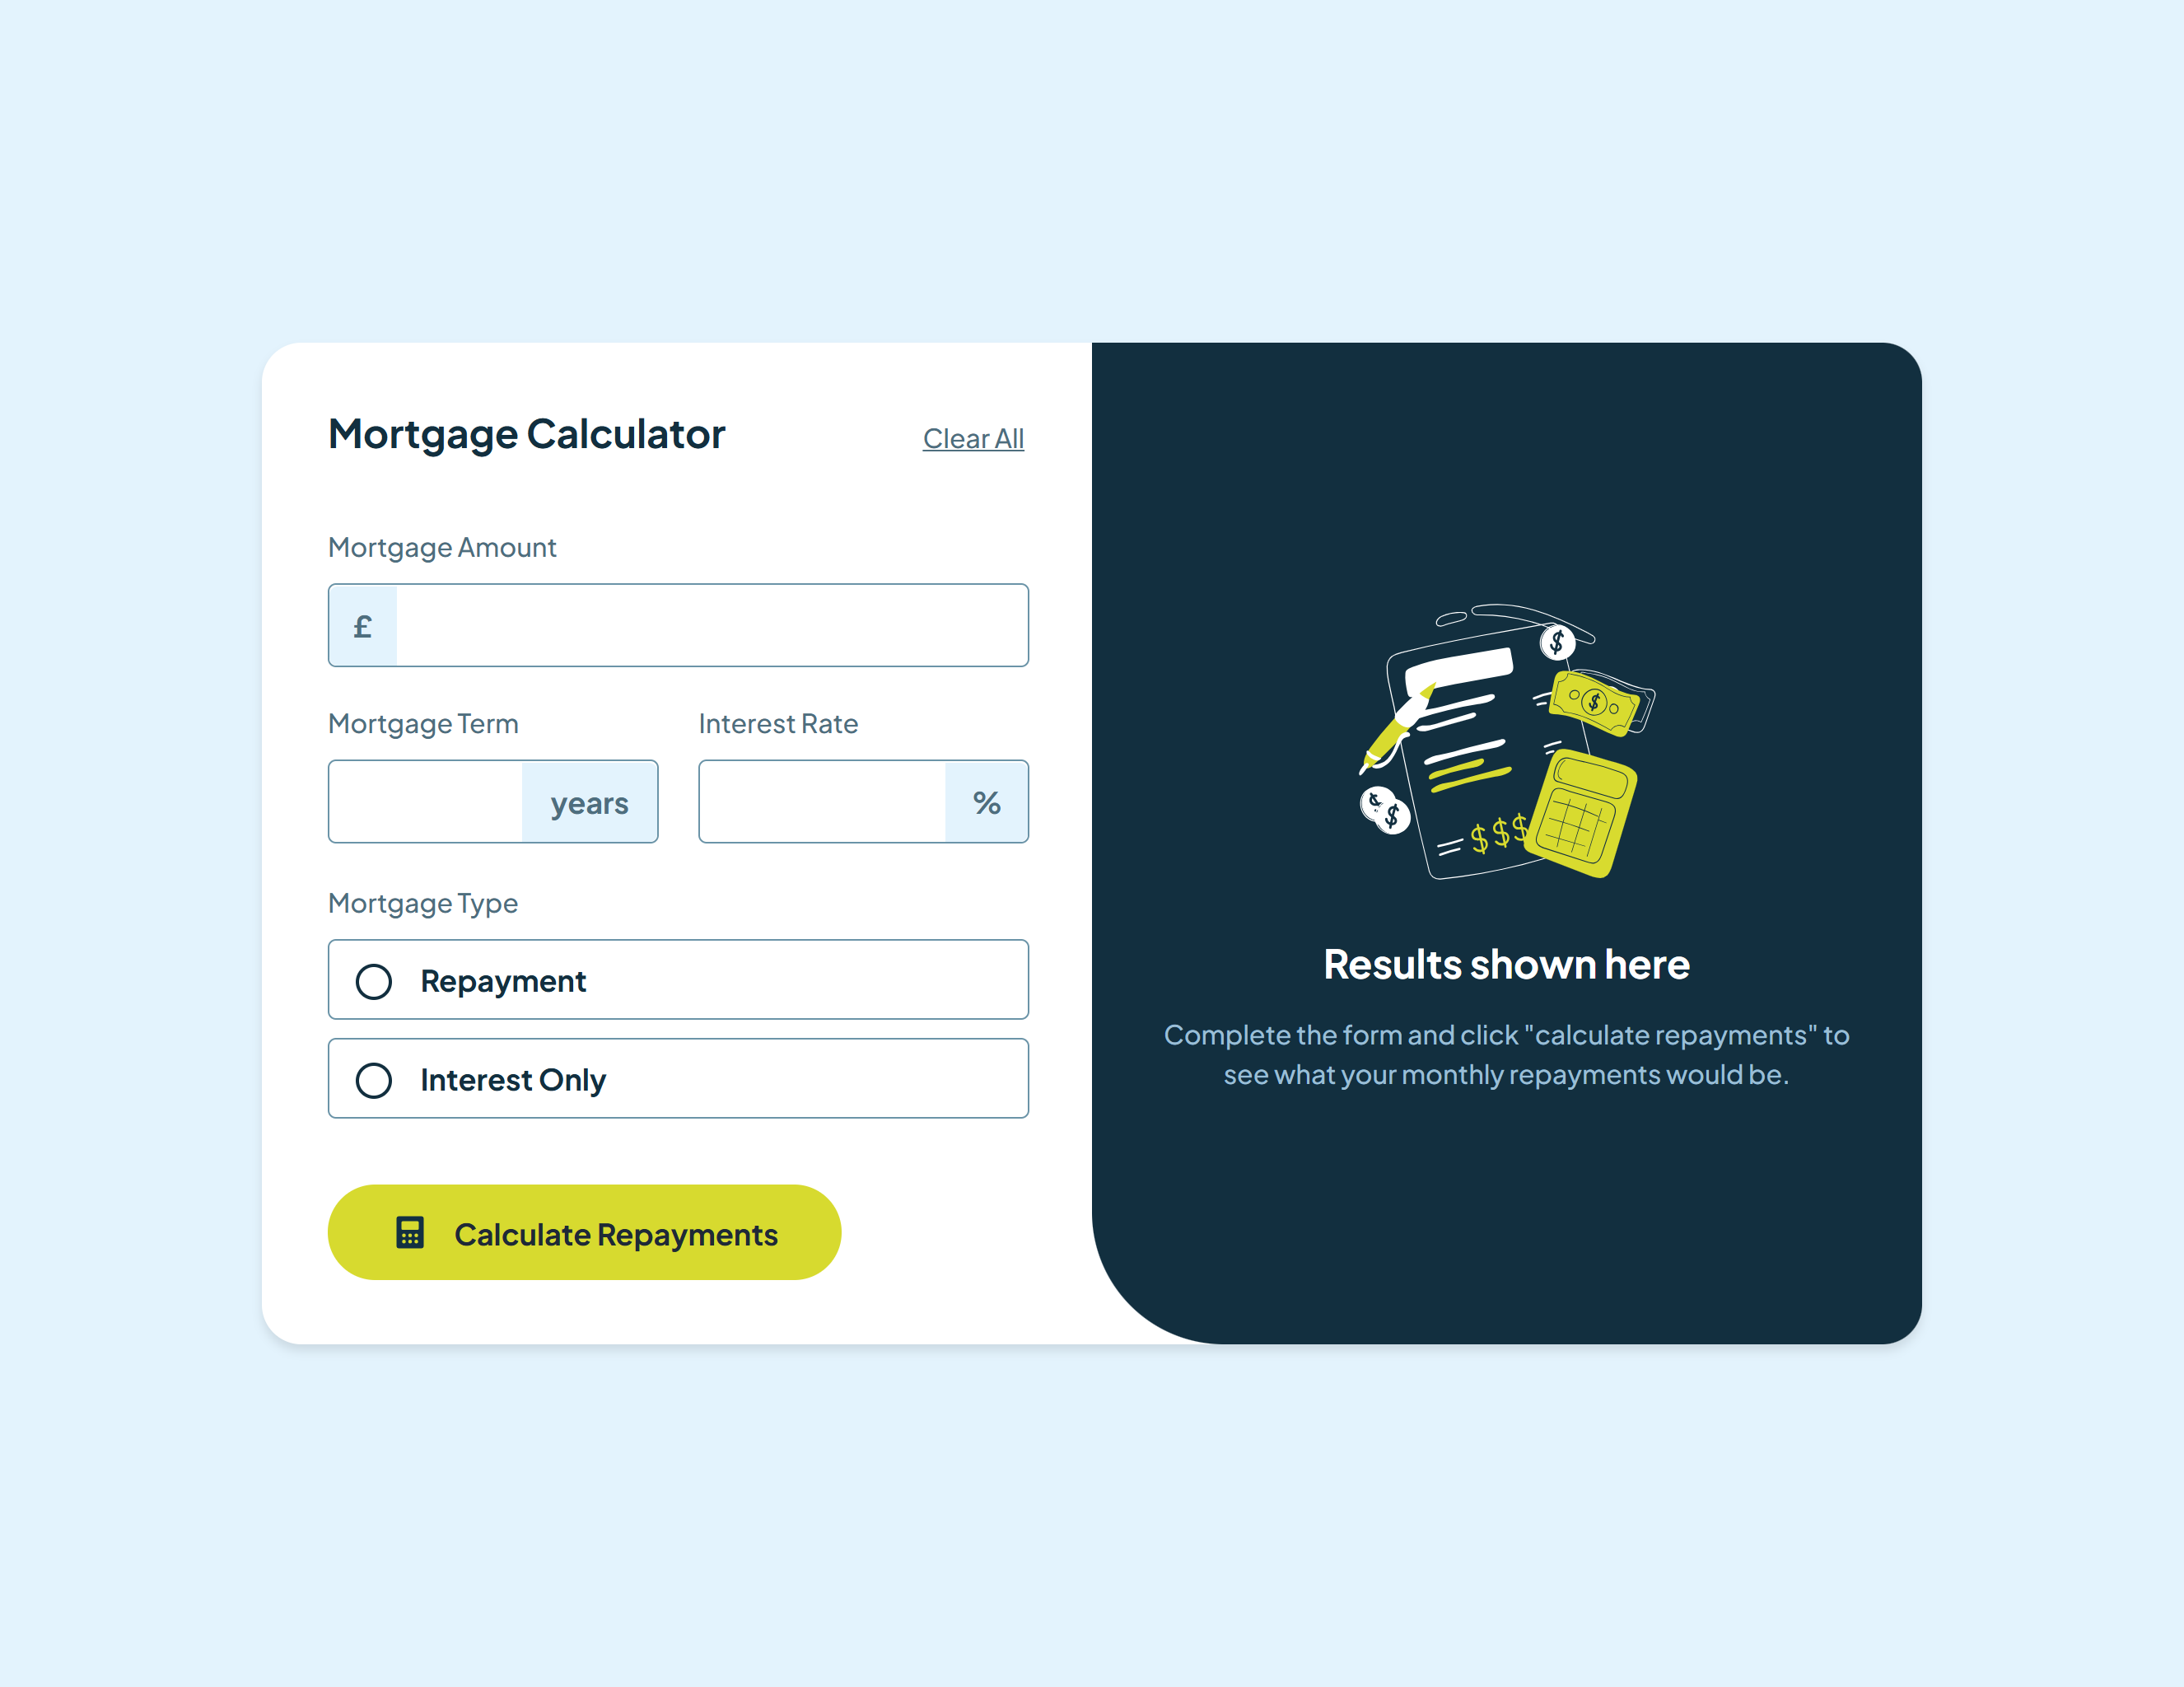 Mortgage Calculator
Clear All
Mortgage Amount
£
Mortgage Term
Interest Rate
years
%
Mortgage Type
Repayment
Interest Only
Calculate Repayments
$
$
$
$
$ $ $
Results shown here
Complete the form and click "calculate repayments" to
see what your monthly repayments would be.